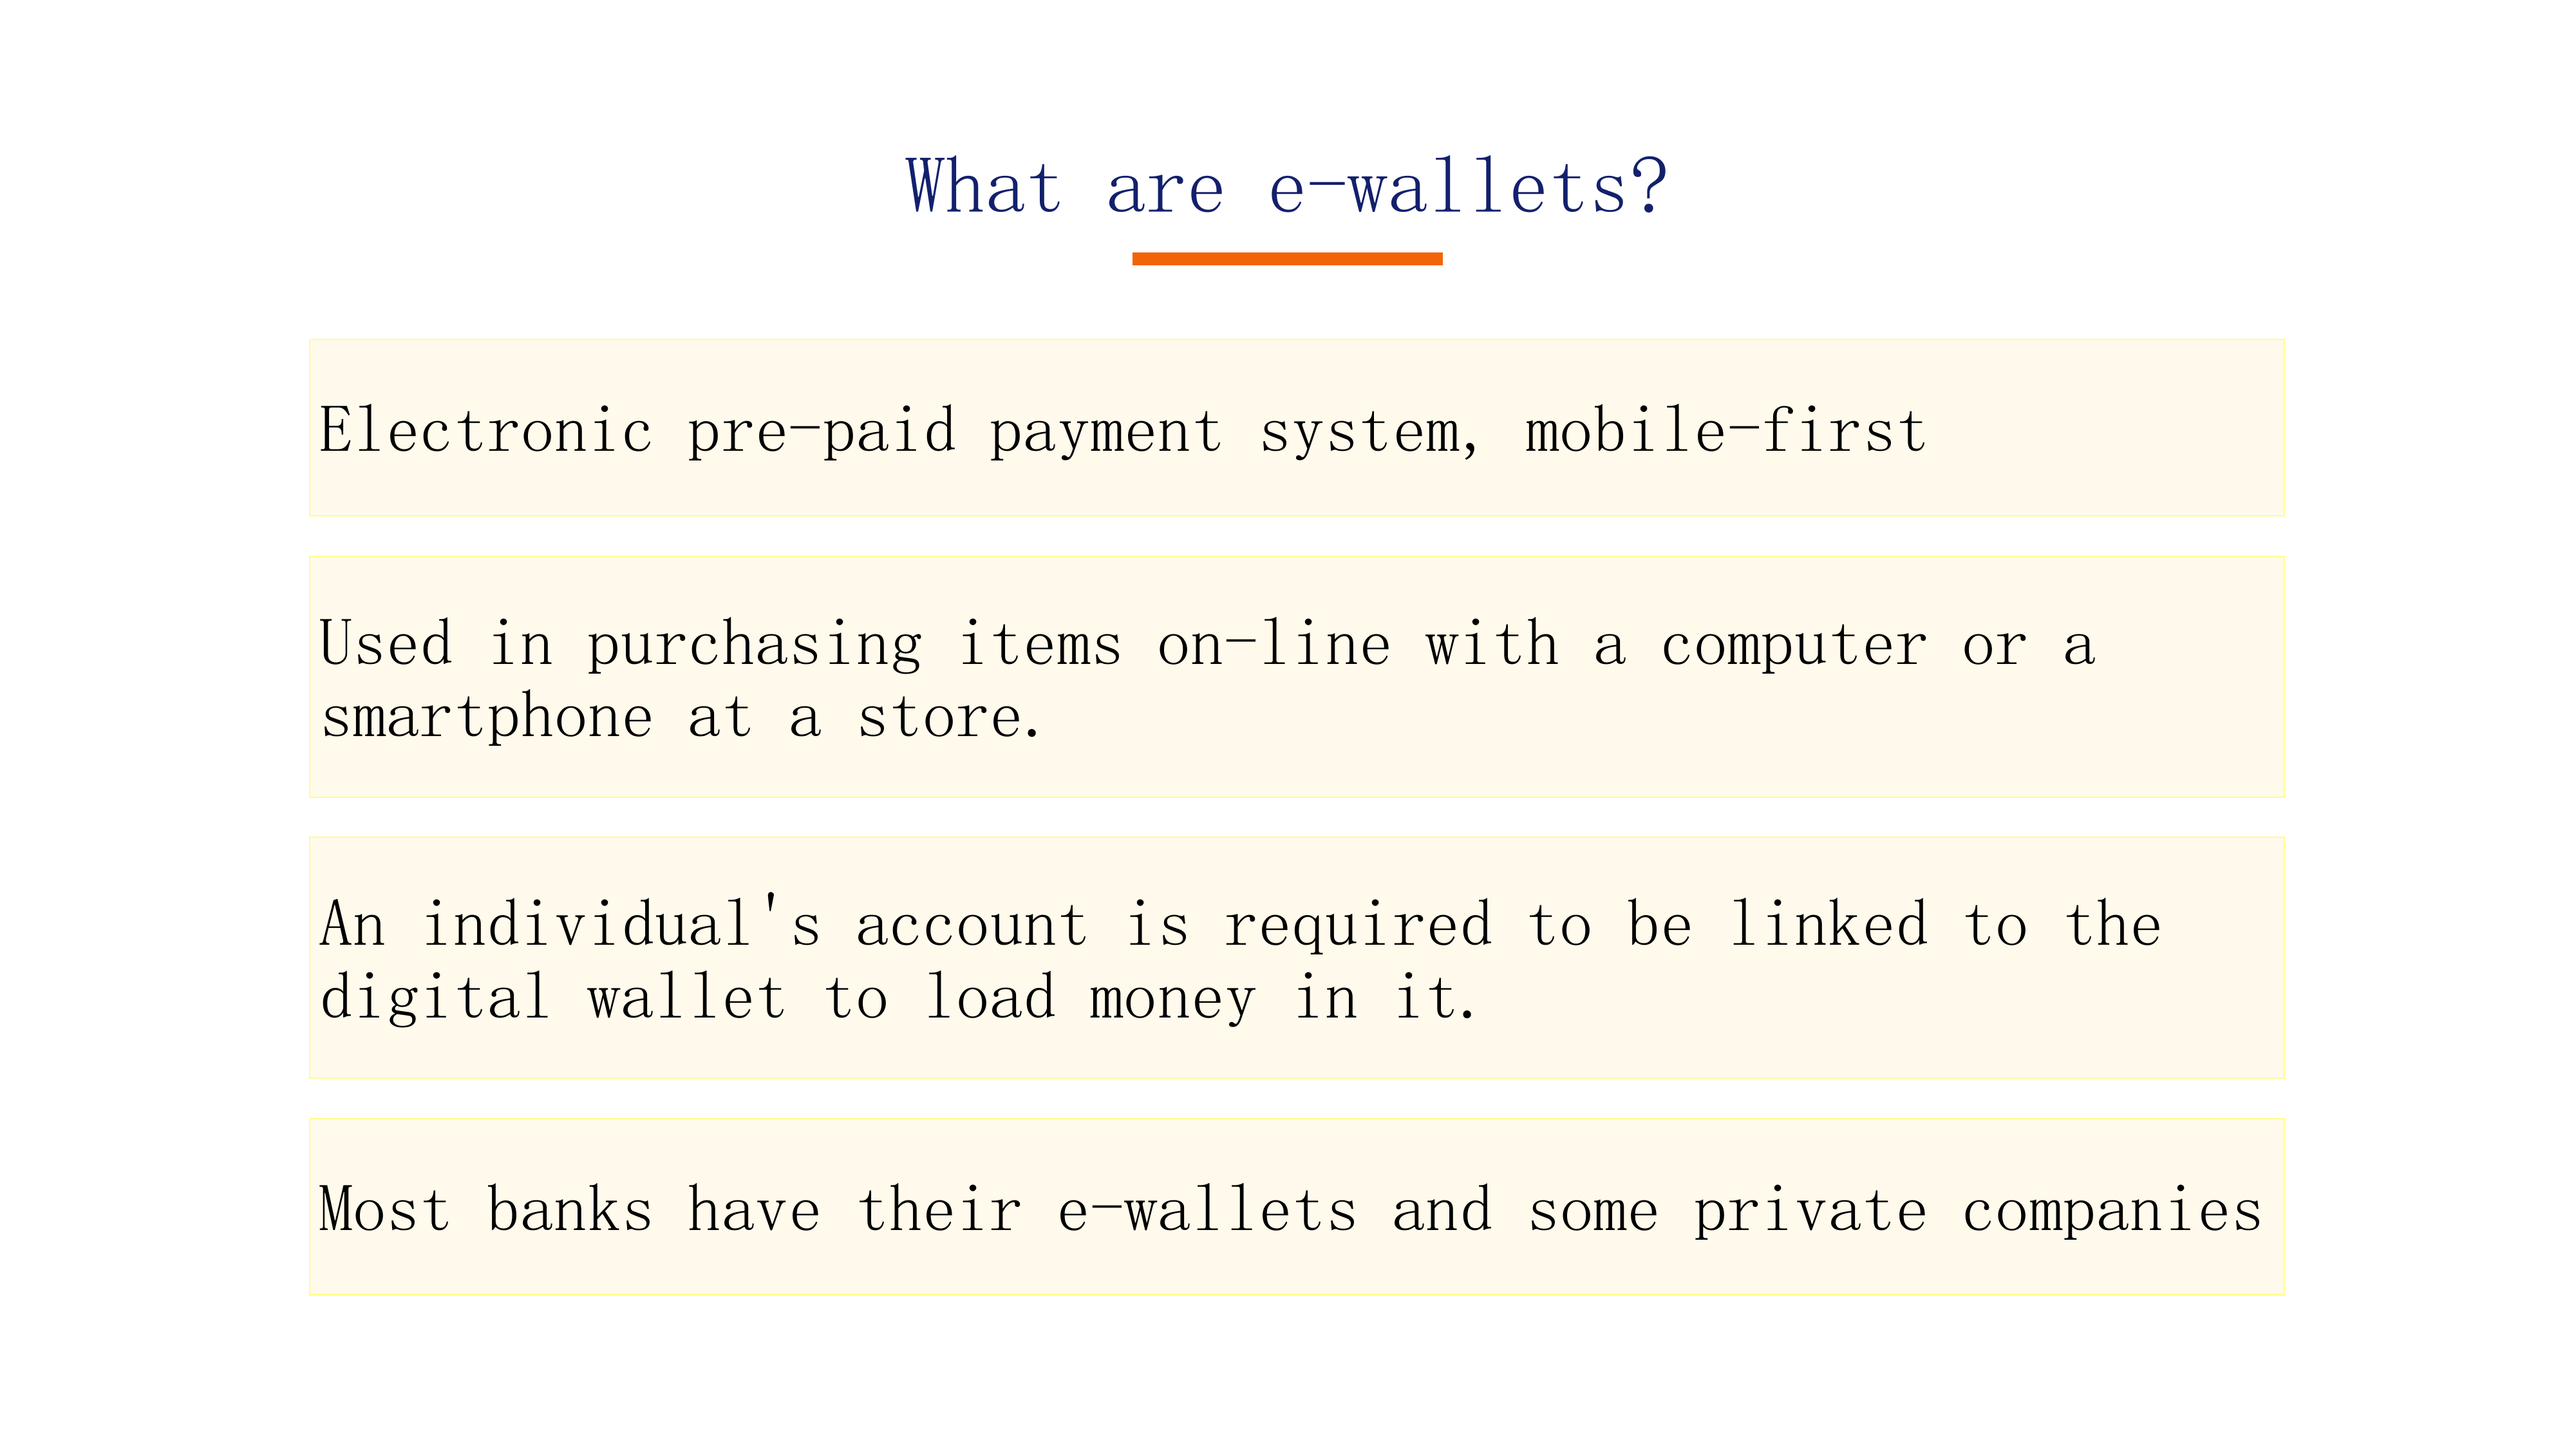 What are e-wallets?
Electronic pre-paid payment system, mobile-first
Used in purchasing items on-line with a computer or a
smartphone at a store.
An individual's account is required to be linked to the
digital wallet to load money in it.
Most banks have their e-wallets and some private companies